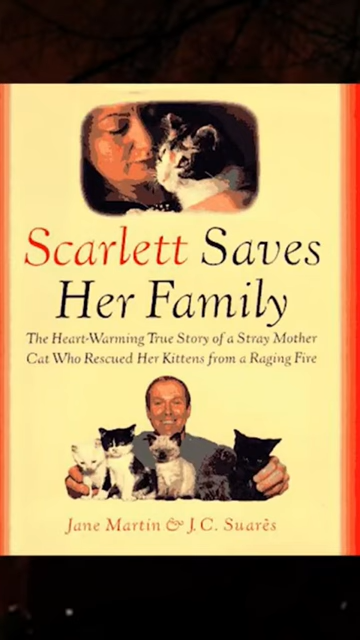 Scarlett Saves
Her Family
The Heart-Warming True Story of a Stray Mother
Cat Who Rescued Her Kittens from a Raging Fire
Jane Martin & J.C. Suarès